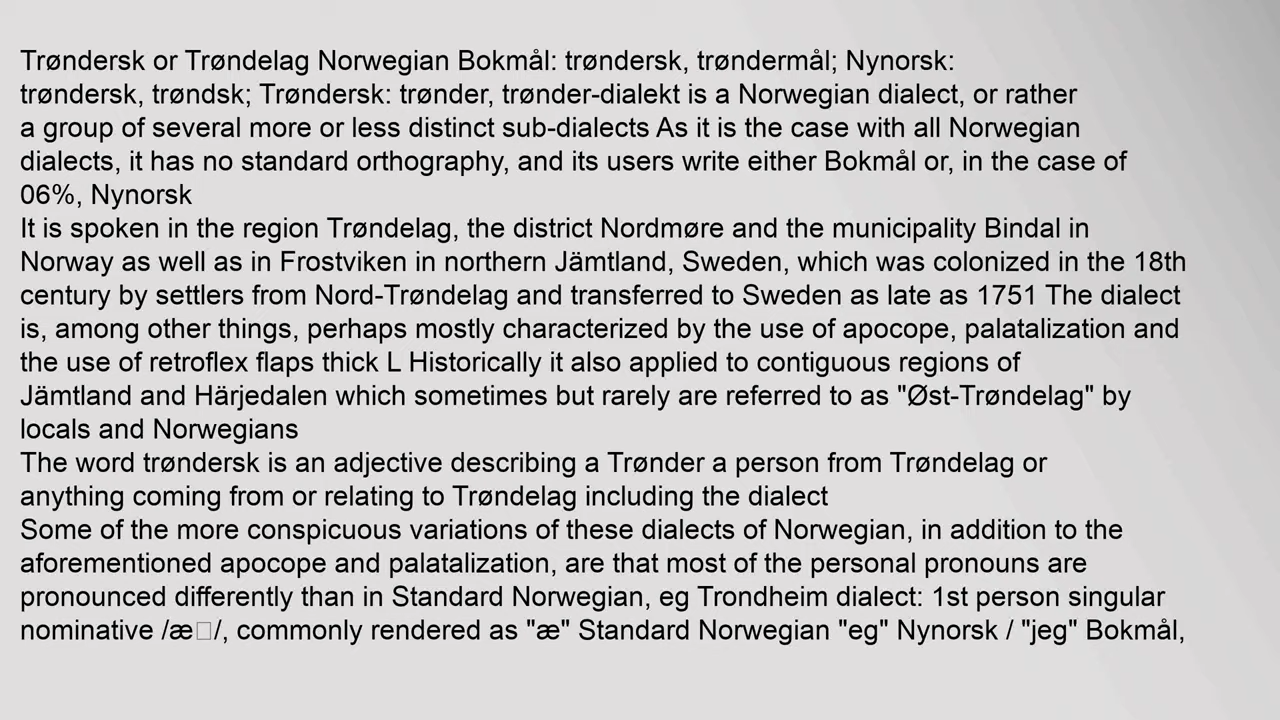 Trøndersk or Trøndelag Norwegian Bokmål: trøndersk, trøndermål; Nynorsk:
trøndersk, trøndsk; Trøndersk: trønder, trønder-dialekt is a Norwegian dialect, or rather
a group of several more or less distinct sub-dialects As it is the case with all Norwegian
dialects, it has no standard orthography, and its users write either Bokmål or, in the case of
06%, Nynorsk
It is spoken in the region Trøndelag, the district Nordmøre and the municipality Bindal in
Norway as well as in Frostviken in northern Jämtland, Sweden, which was colonized in the 18th
century by settlers from Nord-Trøndelag and transferred to Sweden as late as 1751 The dialect
is, among other things, perhaps mostly characterized by the use of apocope, palatalization and
the use of retroflex flaps thick L Historically it also applied to contiguous regions of
Jämtland and Härjedalen which sometimes but rarely are referred to as "Øst-Trøndelag" by
locals and Norwegians
The word trøndersk is an adjective describing a Trønder a person from Trøndelag or
anything coming from or relating to Trøndelag including the dialect
Some of the more conspicuous variations of these dialects of Norwegian, in addition to the
aforementioned apocope and palatalization, are that most of the personal pronouns are
pronounced differently than in Standard Norwegian, eg Trondheim dialect: 1st person singular
nominative /æ□/, commonly rendered as "æ" Standard Norwegian "eg" Nynorsk / "jeg" Bokmål,